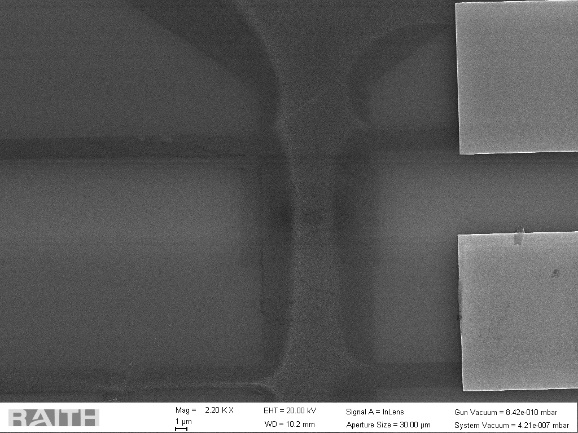 RAITH
Mag = 2.20 K X
1 µm
EHT = 20.00 kV
WD = 10.2 mm
Signal A = InLens
Aperture Size = 30.00 µm
Gun Vacuum = 8.42e-010 mbar
System Vacuum = 4.21e-007 mbar